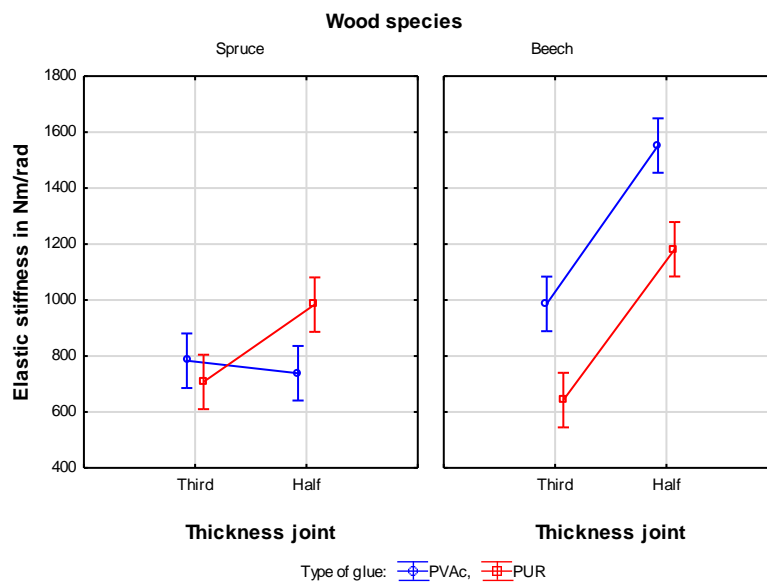 Wood species
Spruce
Beech
Elastic stiffness in Nm/rad
1800
1600
1400
1200
1000
800
600
400
Third
Half
Third
Half
Thickness joint
Thickness joint
Type of glue: PVAc, PUR